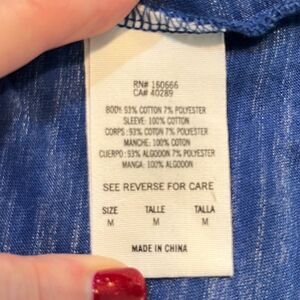 RN# 160666
CA# 40289
BODY: 93% COTTON 7% POLYESTER
SLEEVE: 100% COTTON
CORPS: 93% COTON 7% POLYESTER
MANCHE: 100% COTON
CUERPO: 93% ALGODON 7% POLYESTER
MANGA: 100% ALGODON
SEE REVERSE FOR CARE
SIZE TALLE TALLA
M M M
MADE IN CHINA